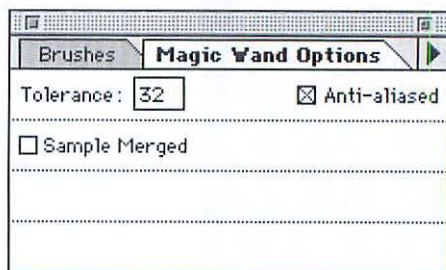 Brushes Magic Wand Options
Tolerance: 32 Anti-aliased
Sample Merged